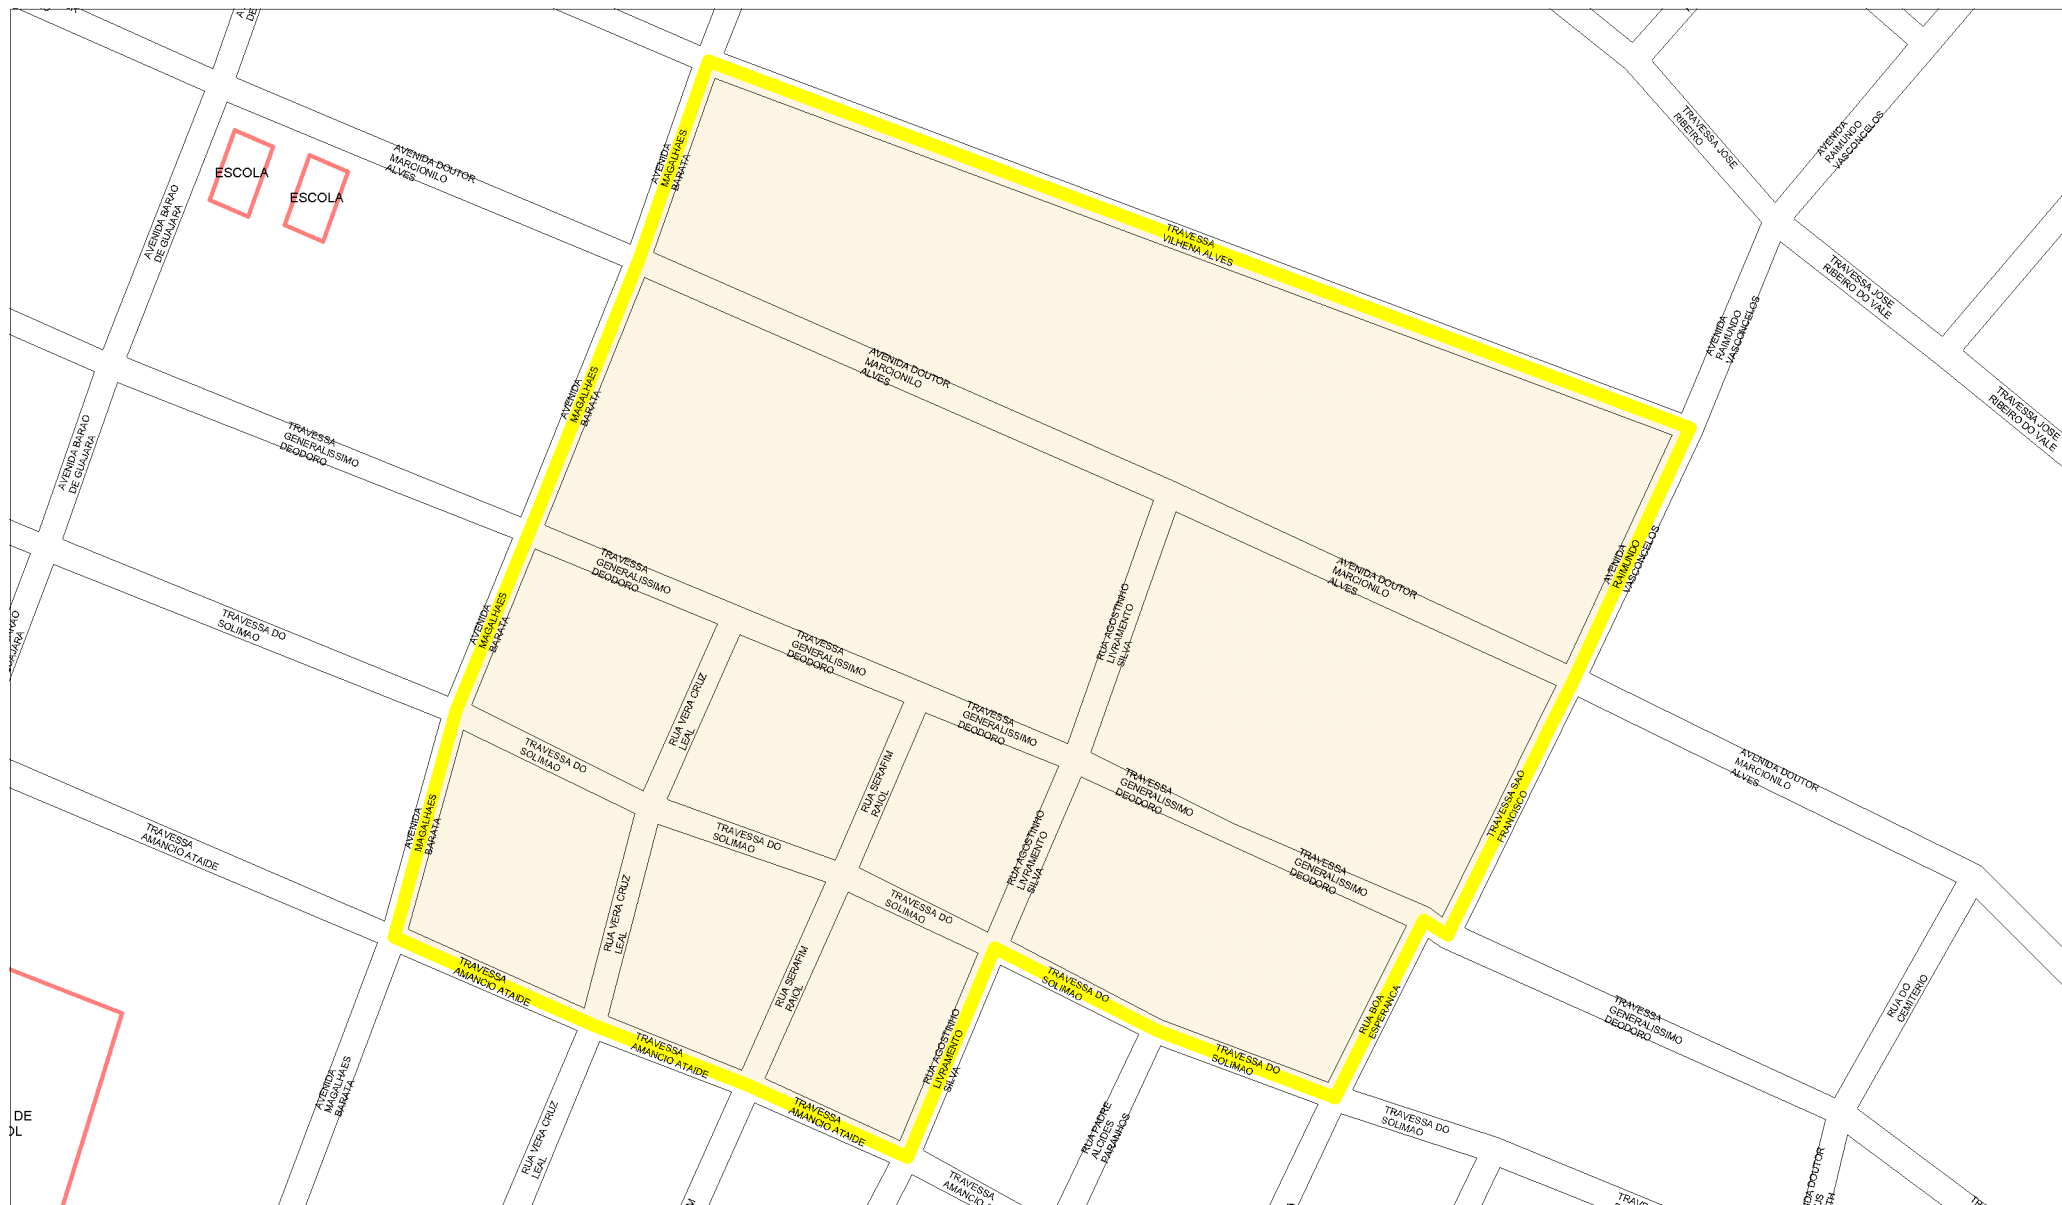 TRAVESSA JOSE
RIBEIRO
AVENIDA
RAIMUNDO
VASCONCELOS
ESCOLA
ESCOLA
AVENIDA DOUTOR
MARCIONILO
ALVES
AVENIDA
MAGALHAES
BARATA
AVENIDA BARAO
DE GUAJARA
TRAVESSA
VILHENA ALVES
TRAVESSA JOSE
RIBEIRO DO VALE
AVENIDA
RAIMUNDO
VASCONCELOS
AVENIDA DOUTOR
MARCIONILO
ALVES
AVENIDA
MAGALHAES
BARATA
TRAVESSA JOSE
RIBEIRO DO VALE
AVENIDA BARAO
DE GUAJARA
TRAVESSA
GENERALISSIMO
DEODORO
AVENIDA
RAIMUNDO
VASCONCELOS
AVENIDA DOUTOR
MARCIONILO
ALVES
TRAVESSA
GENERALISSIMO
DEODORO
RUA AGOSTINHO
LIVRAMENTO
SILVA
AVENIDA
MAGALHAES
BARATA
TRAVESSA DO
SOLIMAO
TRAVESSA
GENERALISSIMO
DEODORO
RUA VERA CRUZ
LEAL
TRAVESSA
GENERALISSIMO
DEODORO
TRAVESSA DO
SOLIMAO
RUA SERAFIM
RAIOL
TRAVESSA
GENERALISSIMO
DEODORO
TRAVESSA SAO
FRANCISCO
AVENIDA DOUTOR
MARCIONILO
ALVES
AVENIDA
MAGALHAES
BARATA
TRAVESSA
AMANCIO ATAIDE
TRAVESSA DO
SOLIMAO
RUA AGOSTINHO
LIVRAMENTO
SILVA
TRAVESSA
GENERALISSIMO
DEODORO
RUA VERA CRUZ
LEAL
TRAVESSA DO
SOLIMAO
TRAVESSA
AMANCIO ATAIDE
RUA SERAFIM
RAIOL
TRAVESSA DO
SOLIMAO
RUA BOA
ESPERANCA
RUA DO
CEMITERIO
TRAVESSA
GENERALISSIMO
DEODORO
TRAVESSA
AMANCIO ATAIDE
RUA AGOSTINHO
LIVRAMENTO
SILVA
TRAVESSA DO
SOLIMAO
AVENIDA
MAGALHAES
BARATA
TRAVESSA
AMANCIO ATAIDE
RUA VERA CRUZ
LEAL
RUA PADRE
ALCIDES
PARANHOS
TRAVESSA DO
SOLIMAO
DE
TRAVESSA
AMANCIO